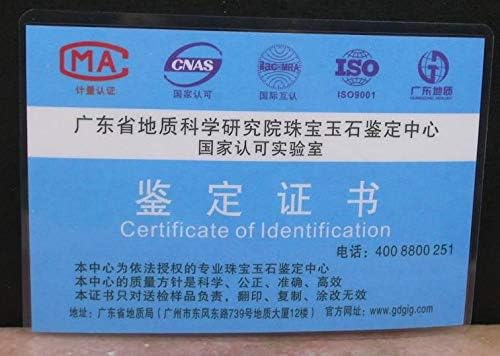 MA
CNAS
ilac-MRA
ISO
计量认证
国家认可
国际互认
ISO9001
广东地质
广东省地质科学研究院珠宝玉石鉴定中心
国家认可实验室
鉴定证书
Certificate of Identification
电话：400 8800 251
本中心为依法授权的专业珠宝玉石鉴定中心
本中心的质量方针是科学、公正、准确、高效
本证书只对送检样品负责，翻印、复制、涂改无效
地址：广东省地质局（广州市东风东路739号地质大厦12楼） 官方网址：www.gdgig.com